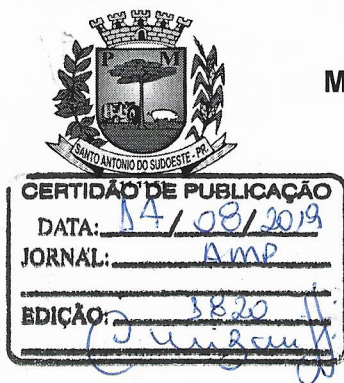 P M
M
SANTO ANTONIO DO SUDOESTE - PR.
CERTIDÃO DE PUBLICAÇÃO
DATA: 14/08/2019
JORNAL: AMP
EDIÇÃO: 3820